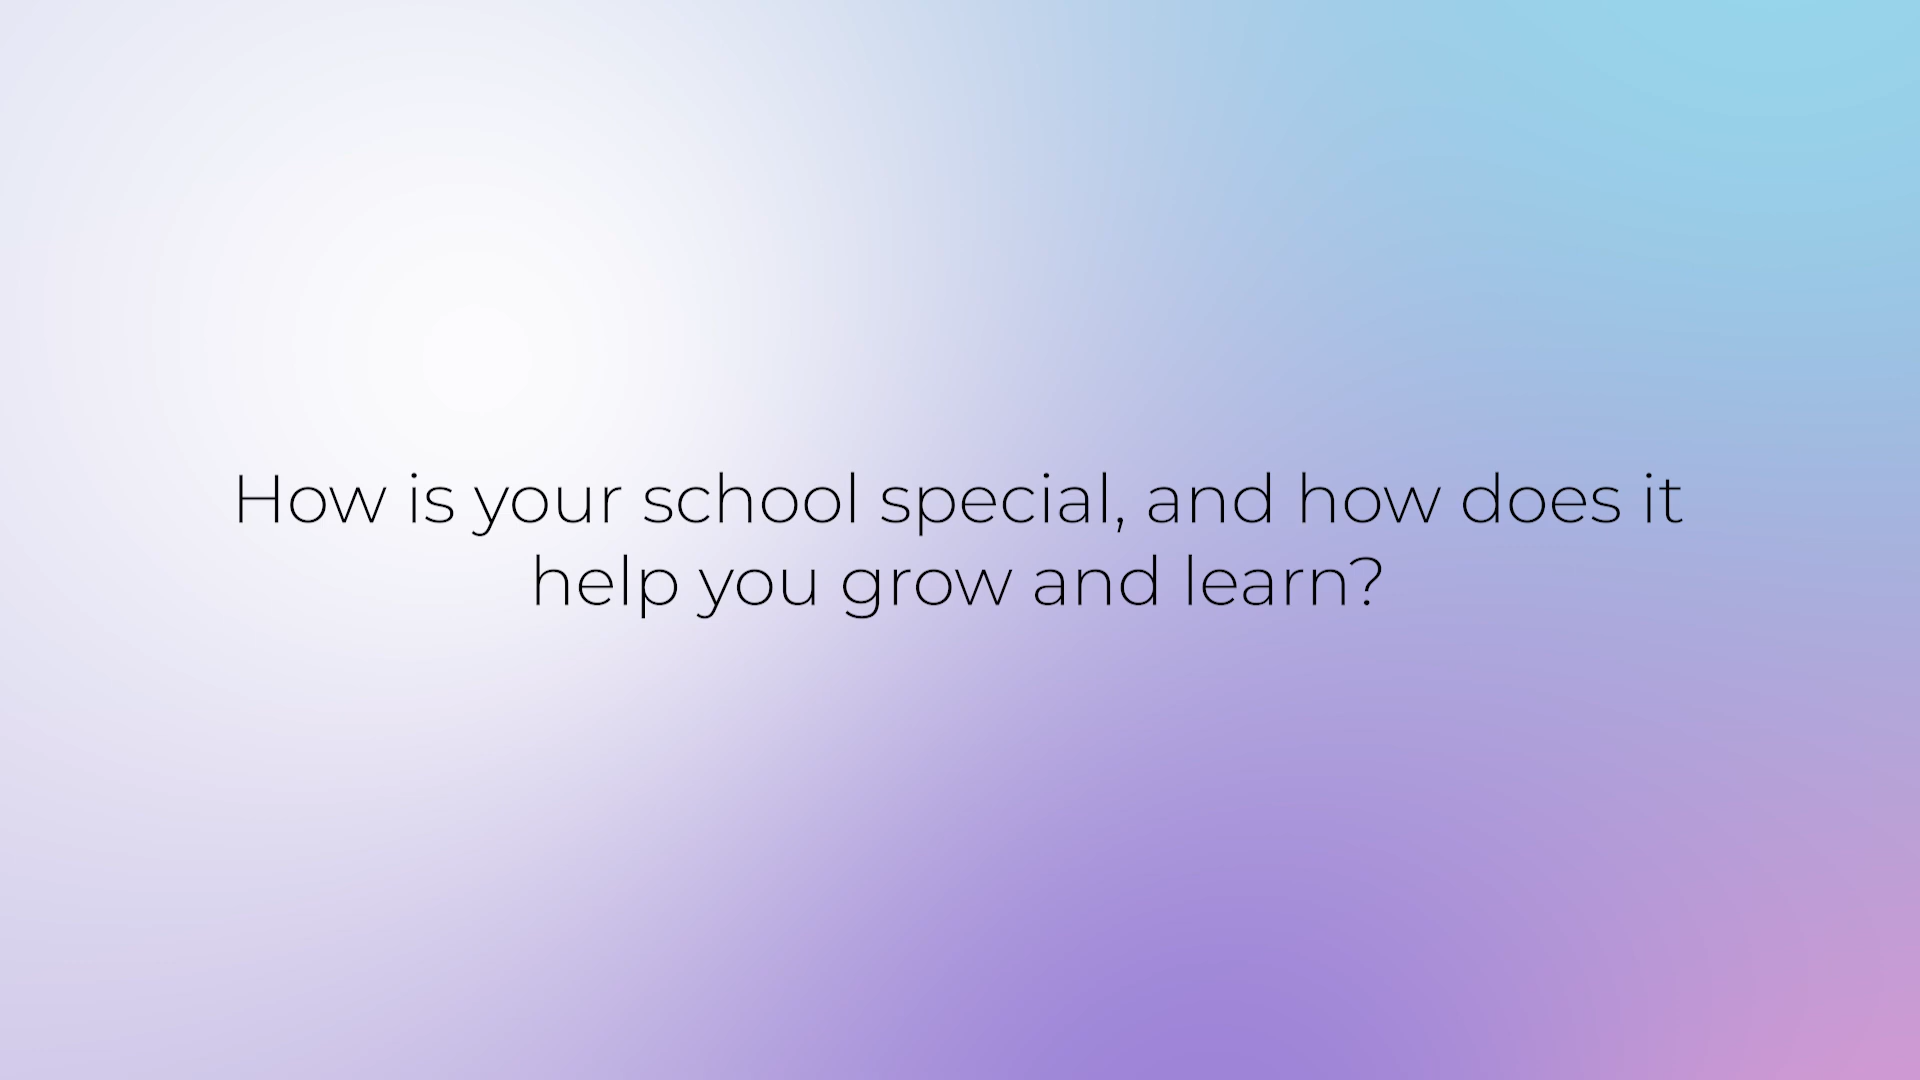 How is your school special, and how does it
help you grow and learn?